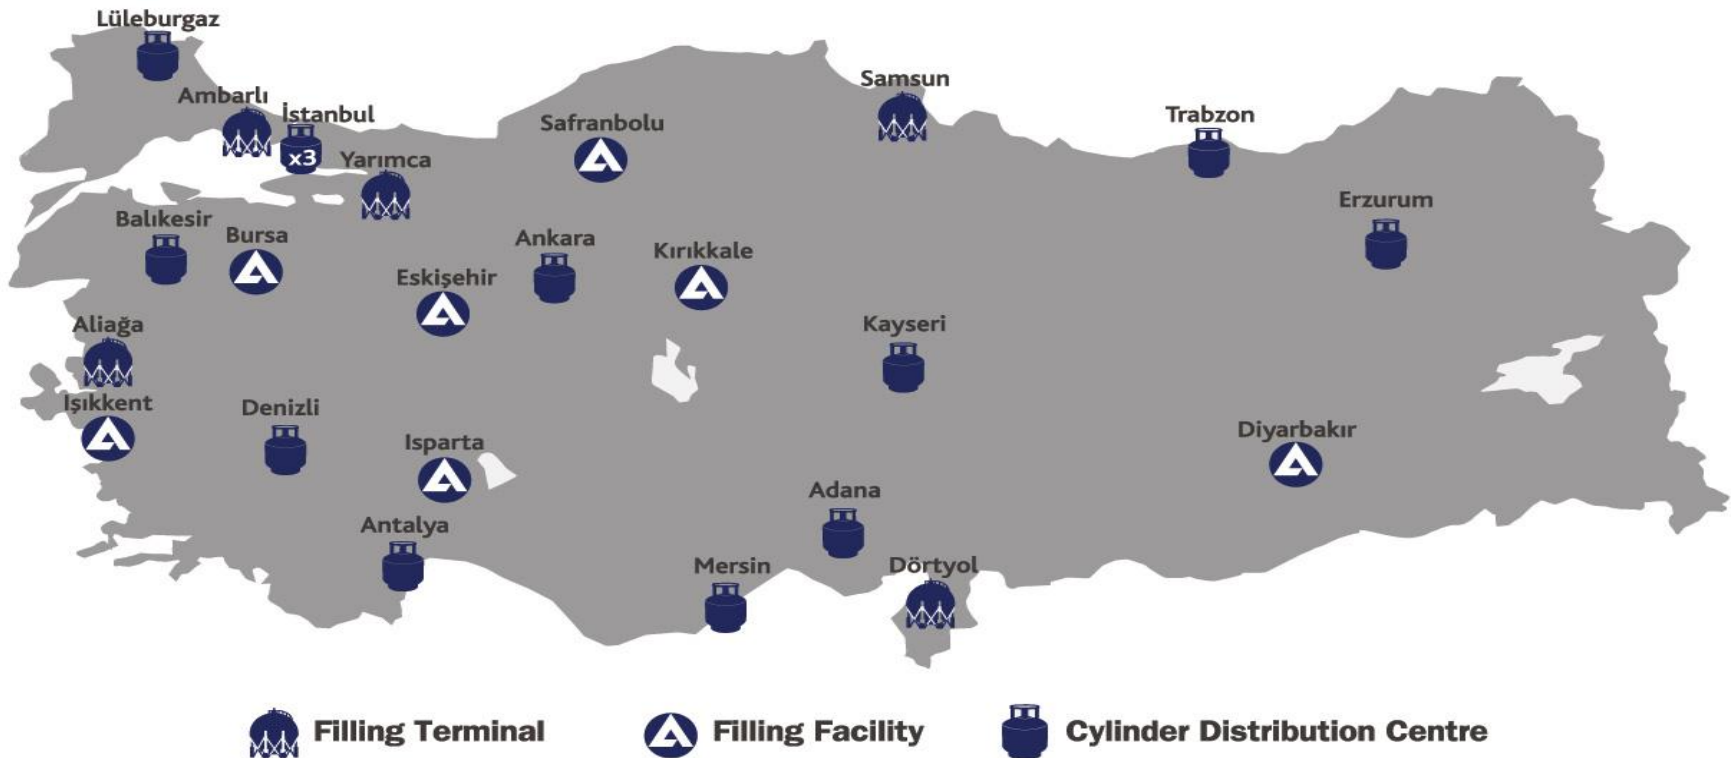 Lüleburgaz
Ambarlı
İstanbul
x3
Yarımca
Safranbolu
Samsun
Trabzon
Erzurum
Balıkesir
Bursa
Eskişehir
Ankara
Kırıkkale
Kayseri
Aliağa
Işıkkent
Denizli
Isparta
Diyarbakır
Antalya
Adana
Mersin
Dörtyol
Filling Terminal
Filling Facility
Cylinder Distribution Centre